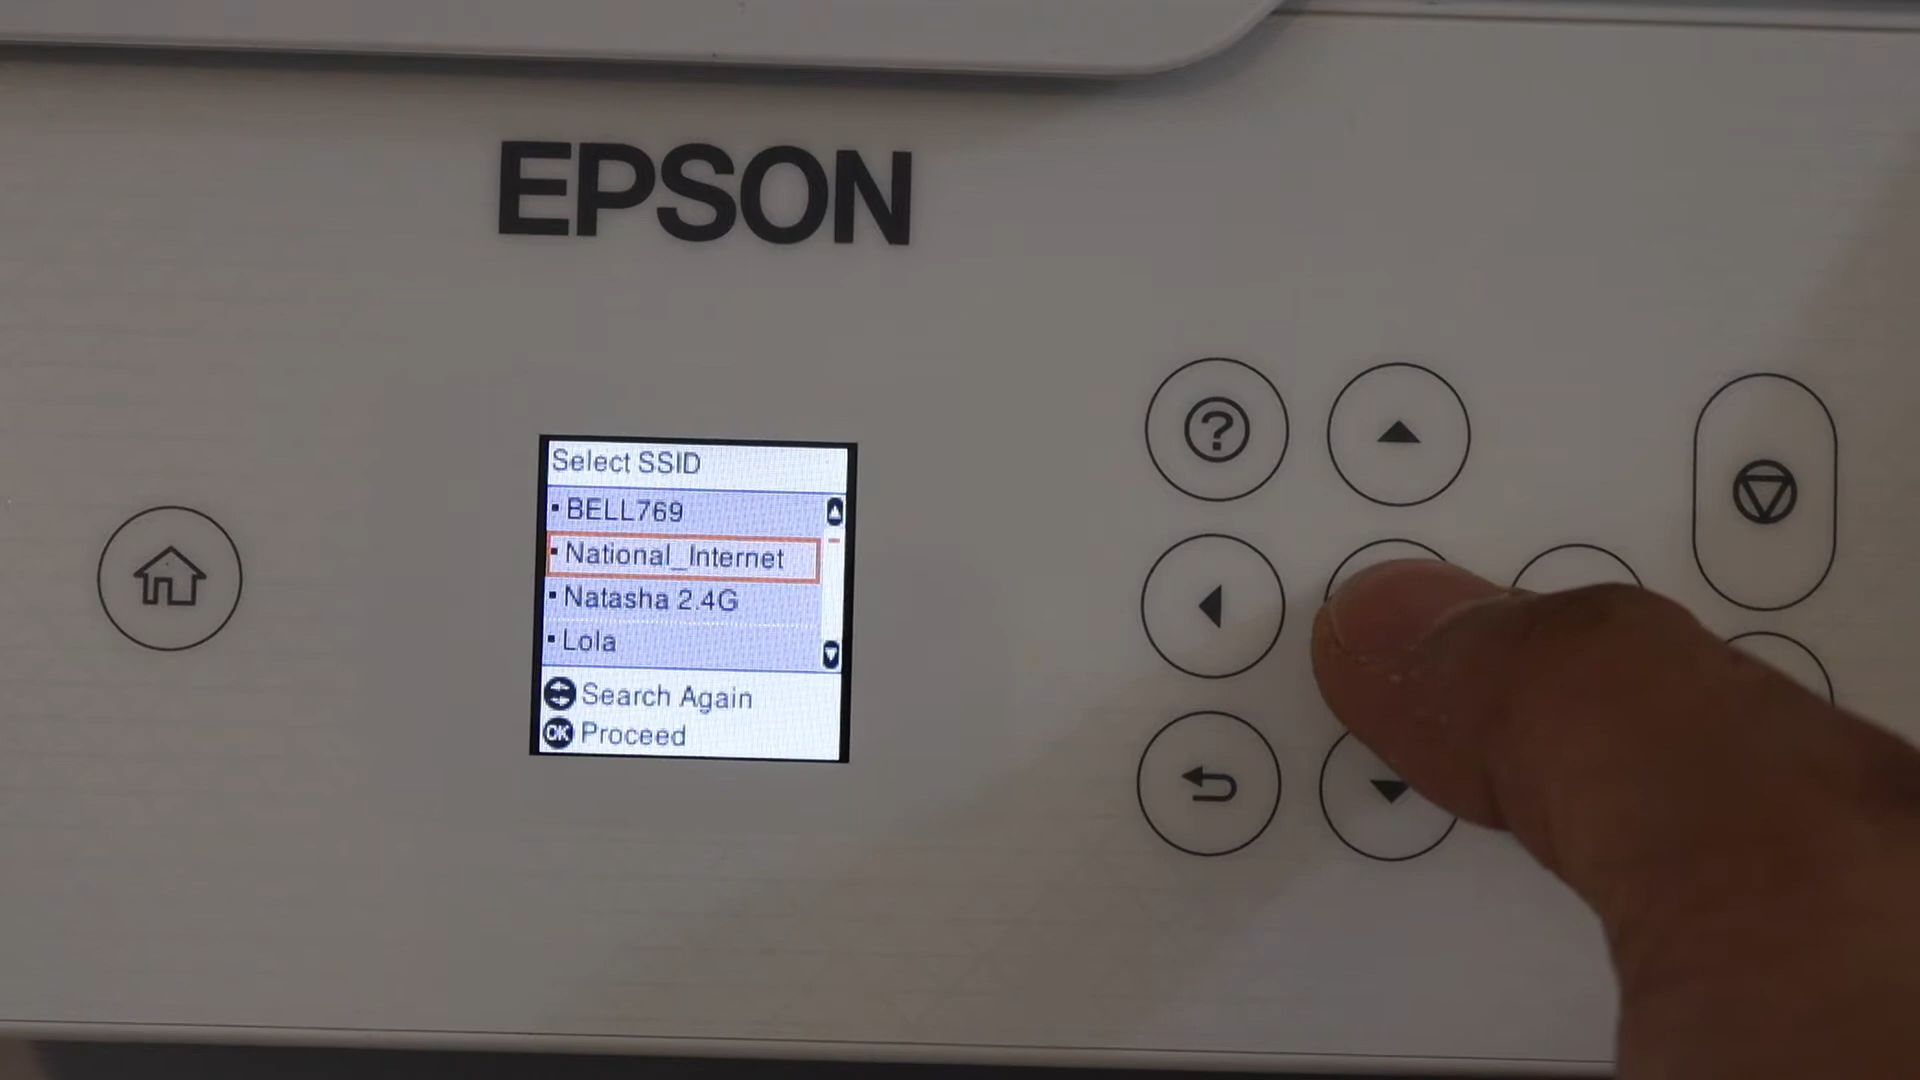 EPSON
Select SSID
BELL769
National_Internet
Natasha 2.4G
Lola
Search Again
OK Proceed
?